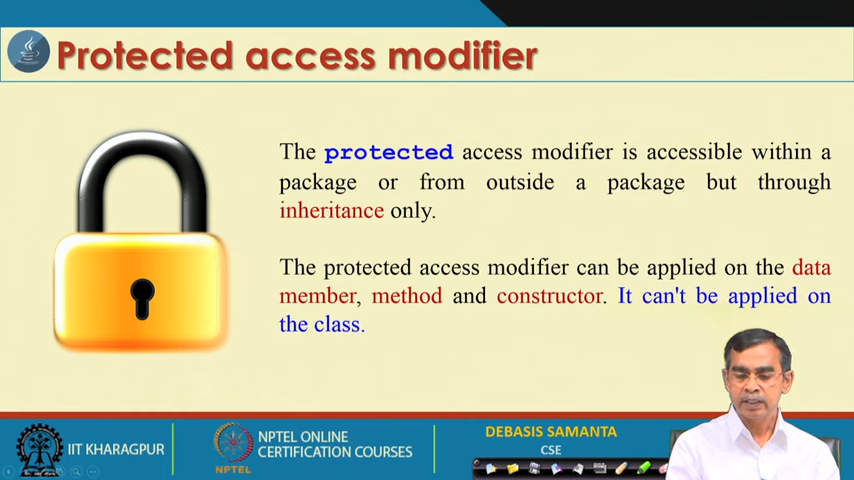 Protected access modifier
The protected access modifier is accessible within a
package or from outside a package but through
inheritance only.
The protected access modifier can be applied on the data
member, method and constructor. It can't be applied on
the class.
IIT KHARAGPUR
NPTEL
NPTEL ONLINE
CERTIFICATION COURSES
DEBASIS SAMANTA
CSE